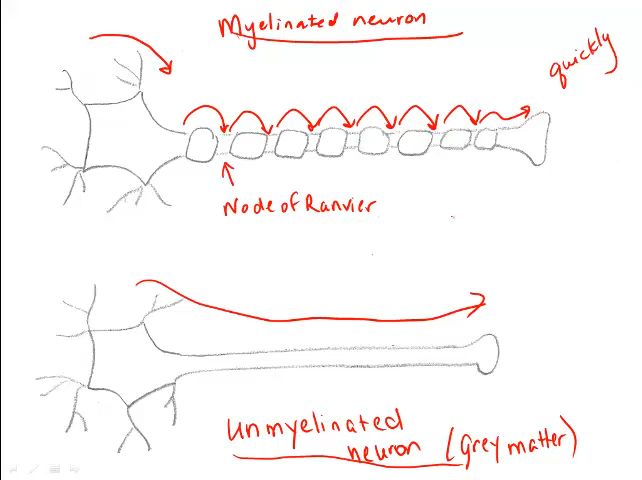 Myelinated neuron
quickly
Node of Ranvier
unmyelinated
neuron (Grey matter)